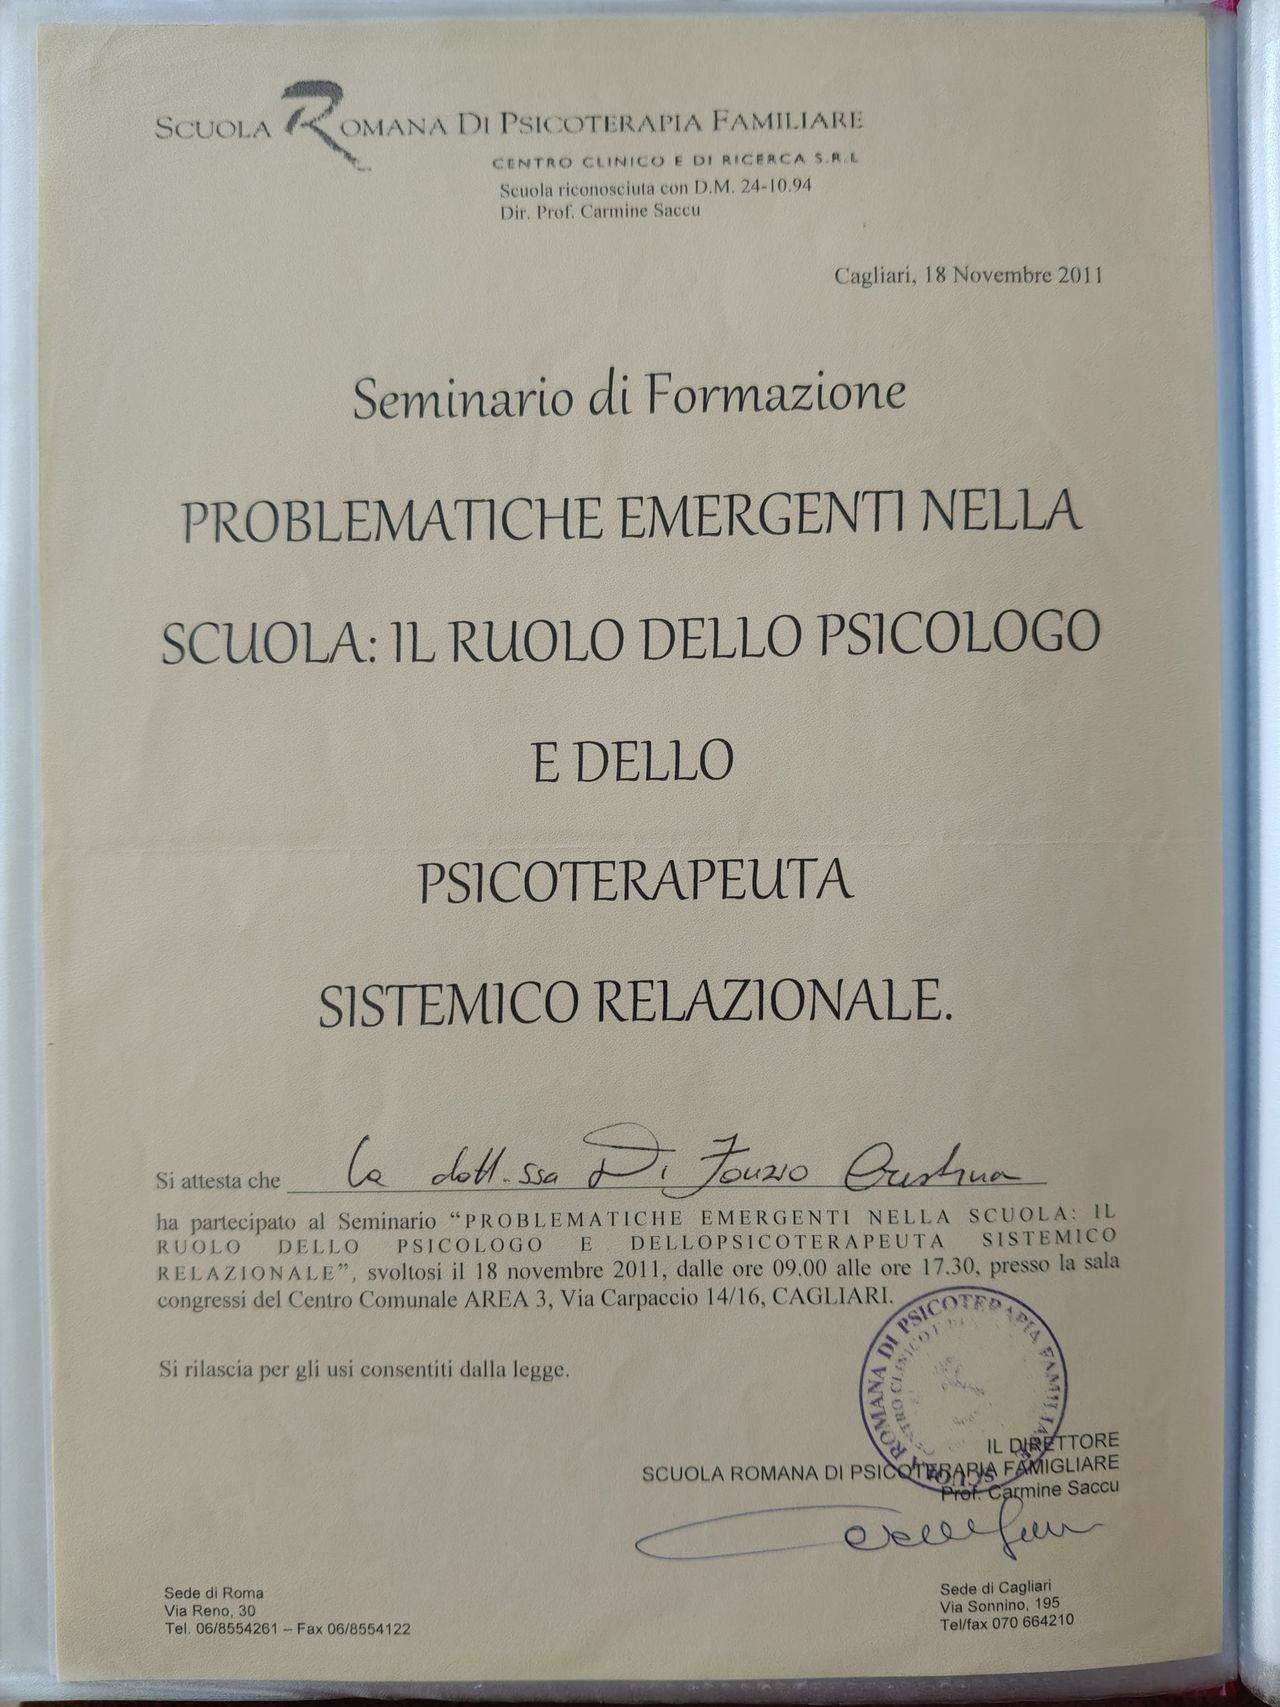 SCUOLA ROMANA DI PSICOTERAPIA FAMILIARE
CENTRO CLINICO E DI RICERCA S.R.L
Scuola riconosciuta con D.M. 24-10.94
Dir. Prof. Carmine Saccu
Cagliari, 18 Novembre 2011
Seminario di Formazione
PROBLEMATICHE EMERGENTI NELLA
SCUOLA: IL RUOLO DELLO PSICOLOGO
E DELLO
PSICOTERAPEUTA
SISTEMICO RELAZIONALE.
Si attesta che La dott.ssa Di Fonzio Cristina
ha partecipato al Seminario “PROBLEMATICHE EMERGENTI NELLA SCUOLA: IL
RUOLO DELLO PSICOLOGO E DELLOPSICOTERAPEUTA SISTEMICO
RELAZIONALE”, svoltosi il 18 novembre 2011, dalle ore 09.00 alle ore 17.30, presso la sala
congressi del Centro Comunale AREA 3, Via Carpaccio 14/16, CAGLIARI.
Si rilascia per gli usi consentiti dalla legge.
SCUOLA ROMANA DI PSICOTERAPIA FAMILIARE
IL DIRETTORE
SCUOLA ROMANA DI PSICOTERAPIA FAMIGLIARE
Prof. Carmine Saccu
Sede di Roma
Via Reno, 30
Tel. 06/8554261 – Fax 06/8554122
Sede di Cagliari
Via Sonnino, 195
Tel/fax 070 664210